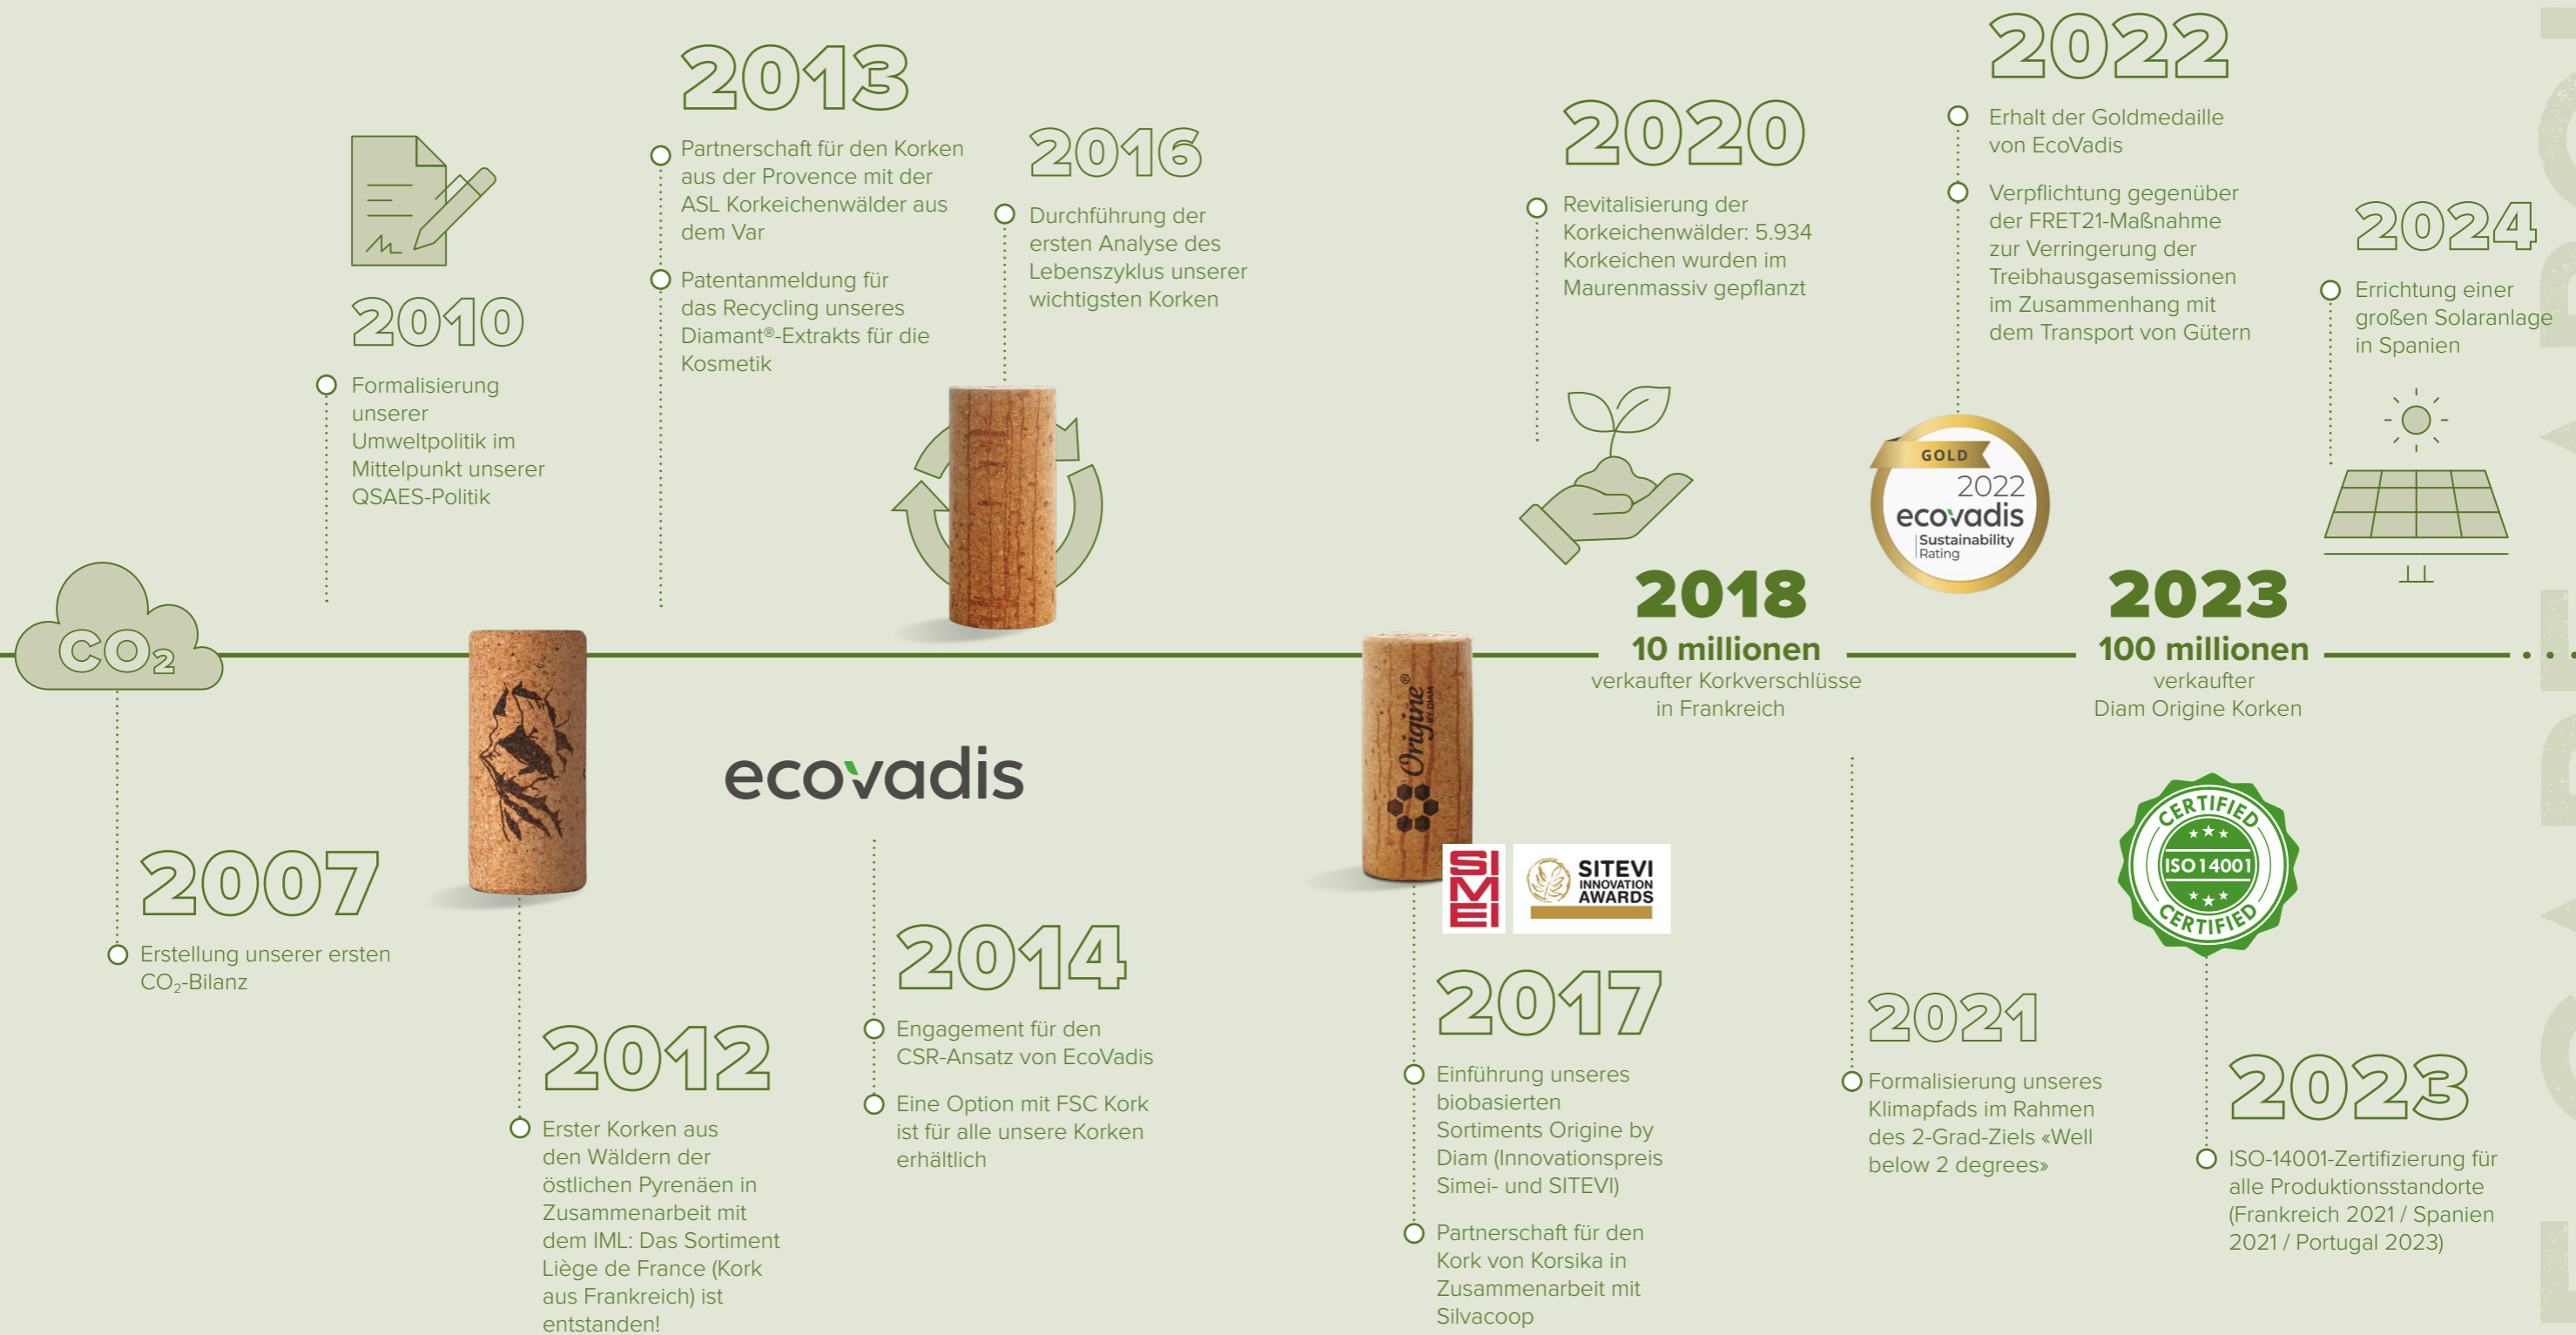 CO2
2007
Erstellung unserer ersten
CO₂-Bilanz
2010
Formalisierung
unserer
Umweltpolitik im
Mittelpunkt unserer
QSAES-Politik
2012
Erster Korken aus
den Wäldern der
östlichen Pyrenäen in
Zusammenarbeit mit
dem IML: Das Sortiment
Liège de France (Kork
aus Frankreich) ist
entstanden!
2013
Partnerschaft für den Korken
aus der Provence mit der
ASL Korkeichenwälder aus
dem Var
Patentanmeldung für
das Recycling unseres
Diamant®-Extrakts für die
Kosmetik
ecovadis
2014
Engagement für den
CSR-Ansatz von EcoVadis
Eine Option mit FSC Kork
ist für alle unsere Korken
erhältlich
2016
Durchführung der
ersten Analyse des
Lebenszyklus unserer
wichtigsten Korken
Origine®
BY DIAM
SI
M
EI
SITEVI
INNOVATION
AWARDS
2017
Einführung unseres
biobasierten
Sortiments Origine by
Diam (Innovationspreis
Simei- und SITEVI)
Partnerschaft für den
Kork von Korsika in
Zusammenarbeit mit
Silvacoop
2018
10 millionen
verkaufter Korkverschlüsse
in Frankreich
2020
Revitalisierung der
Korkeichenwälder: 5.934
Korkeichen wurden im
Maurenmassiv gepflanzt
2021
Formalisierung unseres
Klimapfads im Rahmen
des 2-Grad-Ziels «Well
below 2 degrees»
2022
Erhalt der Goldmedaille
von EcoVadis
Verpflichtung gegenüber
der FRET21-Maßnahme
zur Verringerung der
Treibhausgasemissionen
im Zusammenhang mit
dem Transport von Gütern
GOLD
2022
ecovadis
Sustainability
Rating
2023
100 millionen
verkaufter
Diam Origine Korken
CERTIFIED
ISO 14001
CERTIFIED
2023
ISO-14001-Zertifizierung für
alle Produktionsstandorte
(Frankreich 2021 / Spanien
2021 / Portugal 2023)
2024
Errichtung einer
großen Solaranlage
in Spanien